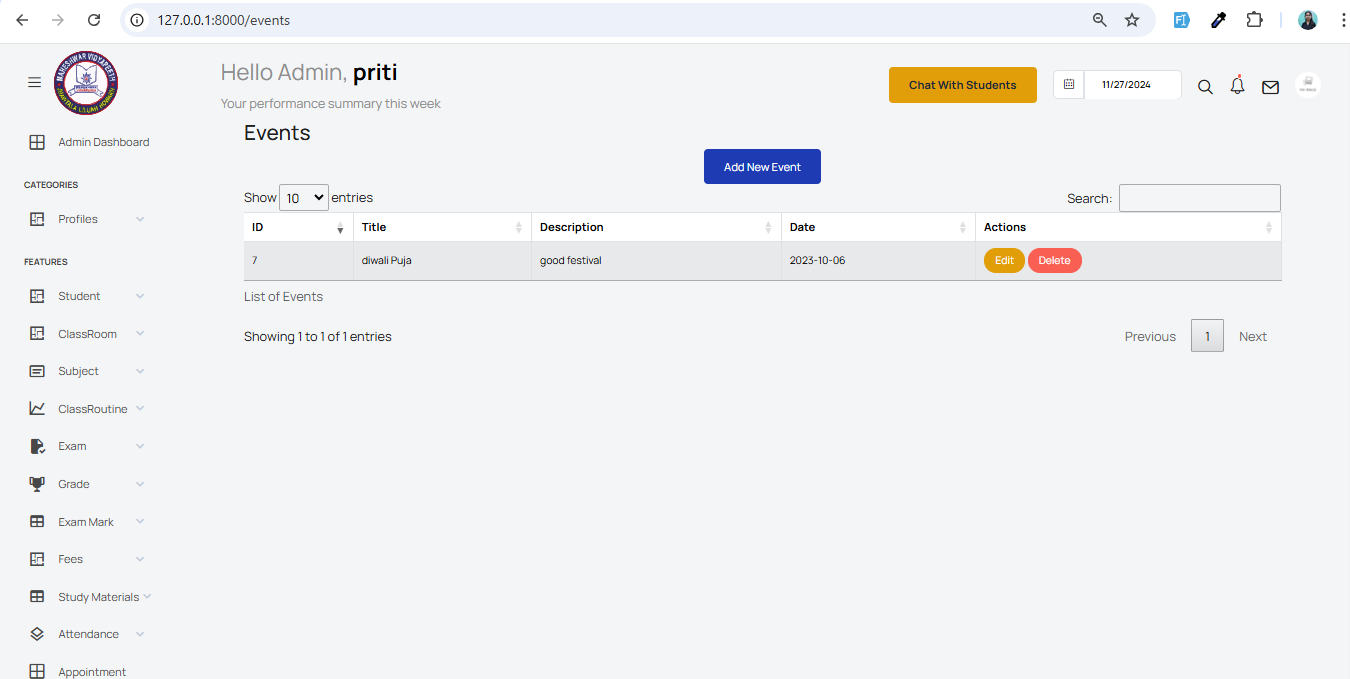 127.0.0.1:8000/events
Hello Admin, priti
Your performance summary this week
Chat With Students
11/27/2024
Admin Dashboard
CATEGORIES
Profiles
FEATURES
Student
ClassRoom
Subject
ClassRoutine
Exam
Grade
Exam Mark
Fees
Study Materials
Attendance
Appointment
Events
Add New Event
Show 10 entries
Search:
ID Title Description Date Actions
7 diwali Puja good festival 2023-10-06 Edit Delete
List of Events
Showing 1 to 1 of 1 entries
Previous 1 Next